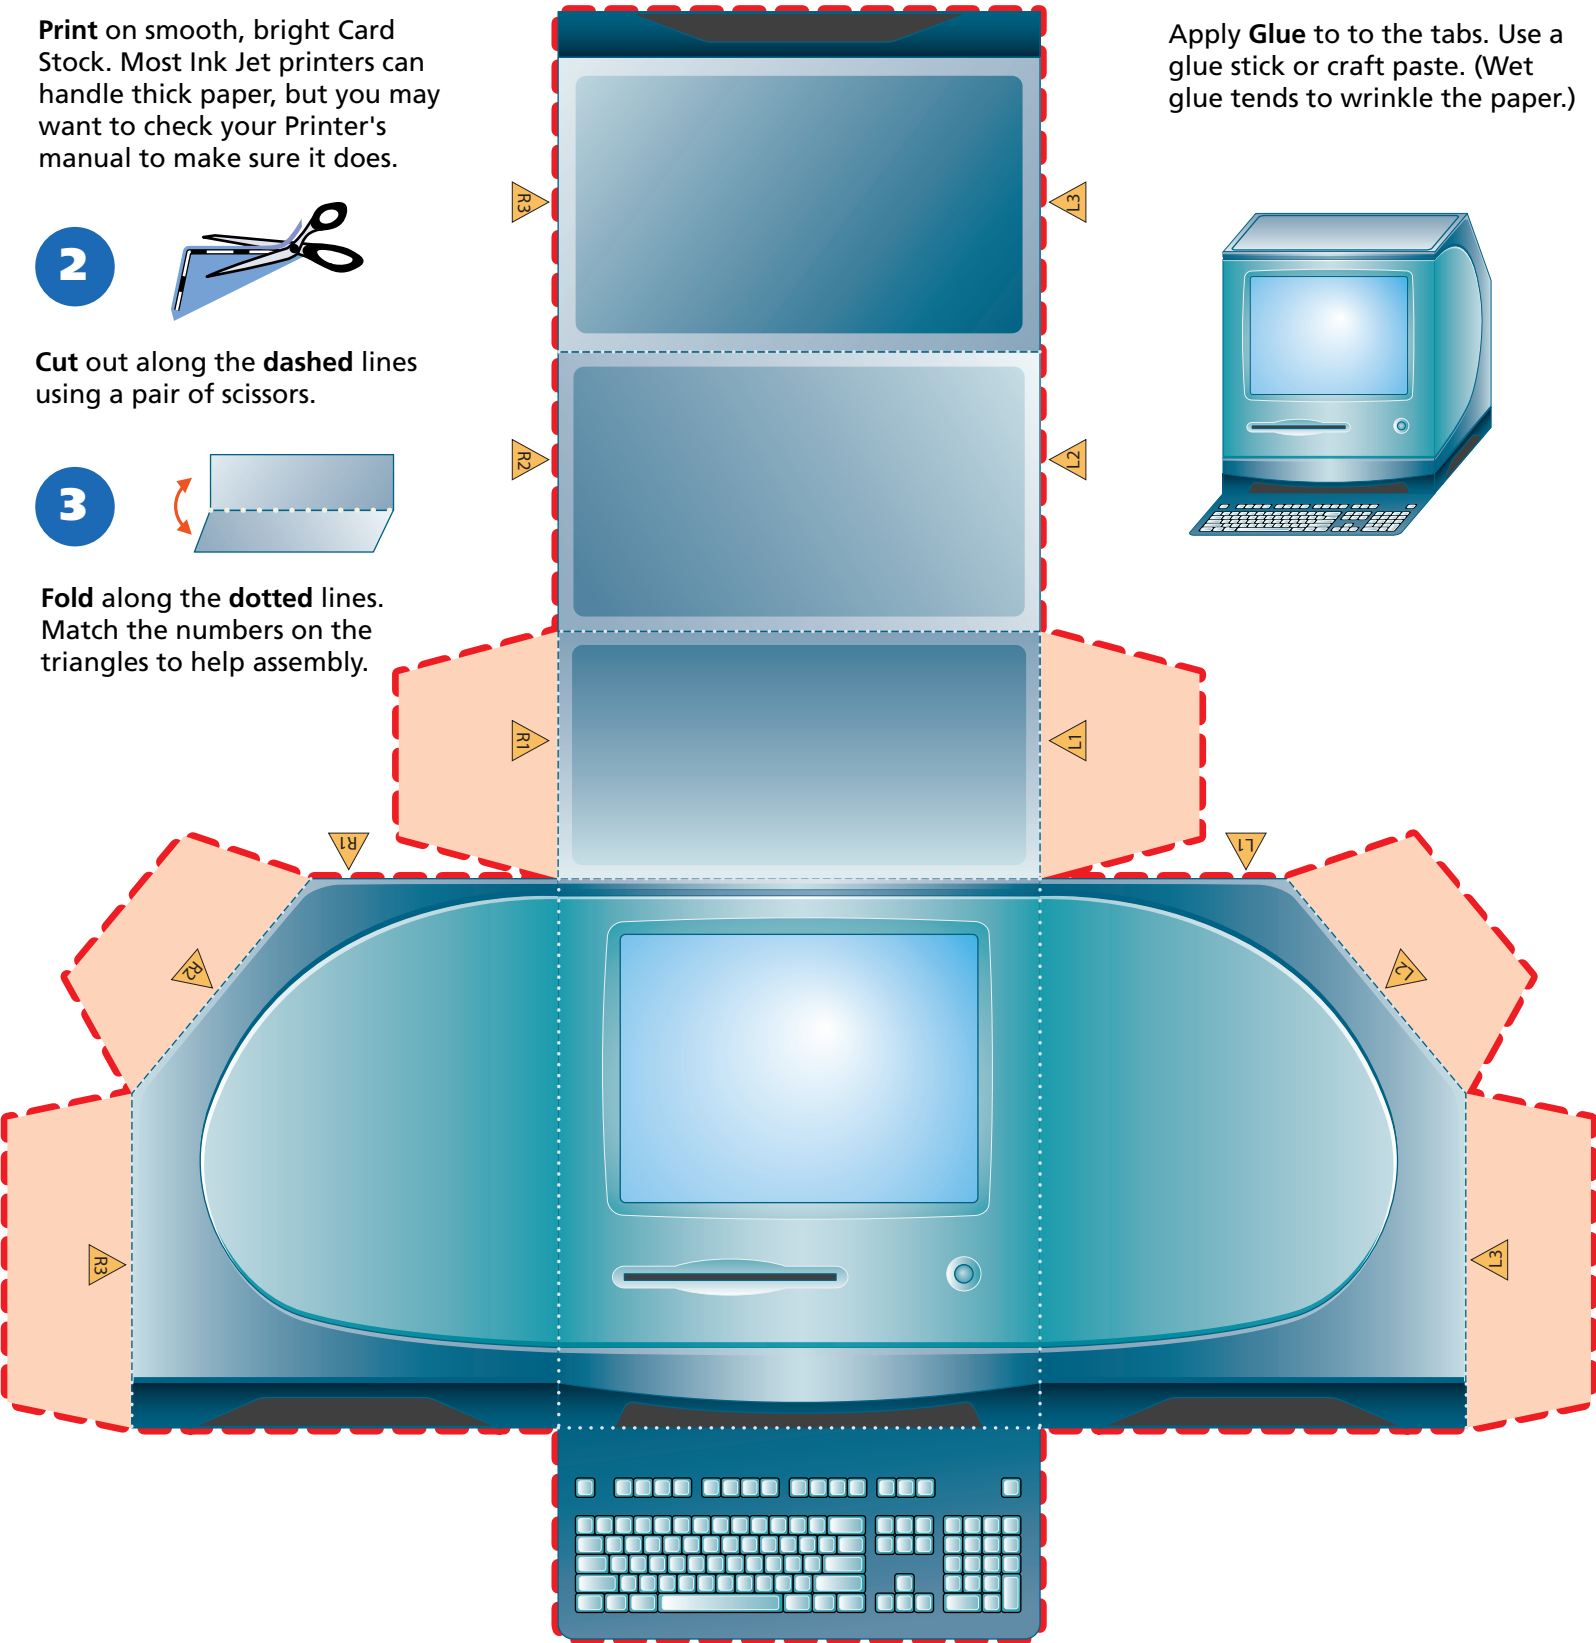 Print on smooth, bright Card
Stock. Most Ink Jet printers can
handle thick paper, but you may
want to check your Printer's
manual to make sure it does.
2
Cut out along the dashed lines
using a pair of scissors.
3
Fold along the dotted lines.
Match the numbers on the
triangles to help assembly.
Apply Glue to to the tabs. Use a
glue stick or craft paste. (Wet
glue tends to wrinkle the paper.)
R3
L3
R2
L2
R1
L1
R1
L1
R2
L2
R3
L3